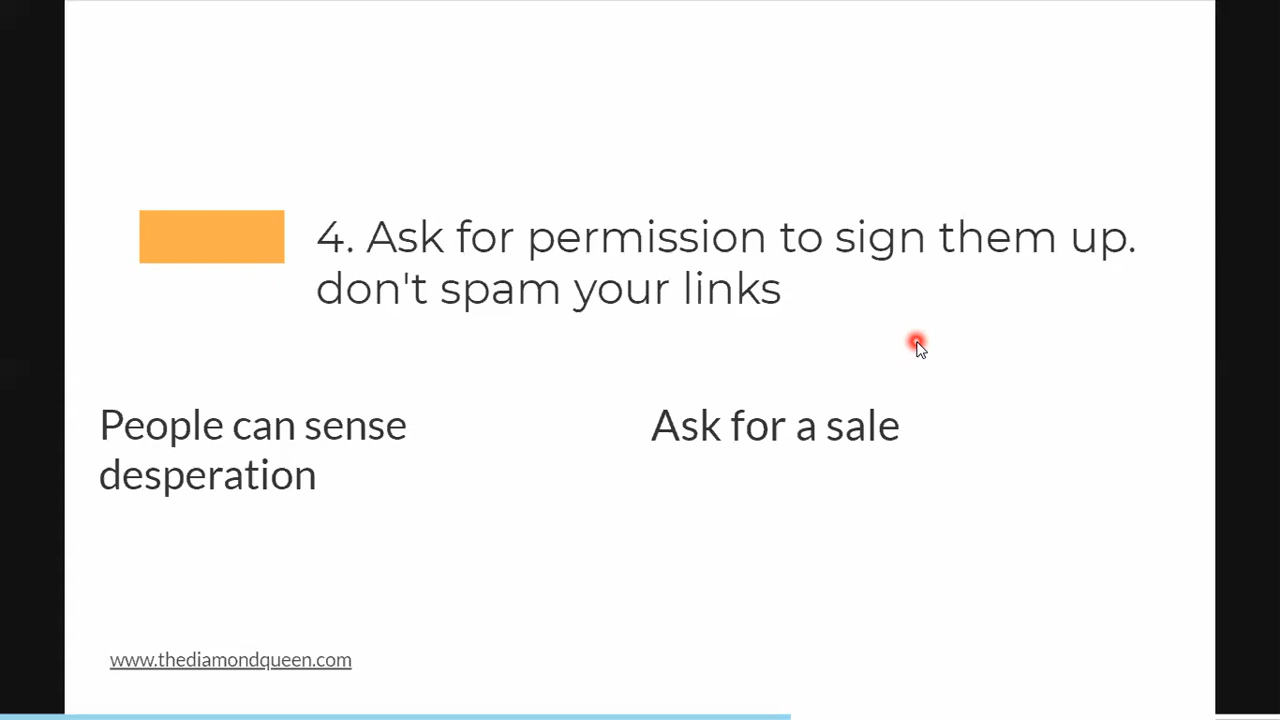 4. Ask for permission to sign them up.
don't spam your links
People can sense
desperation
Ask for a sale
www.thediamondqueen.com